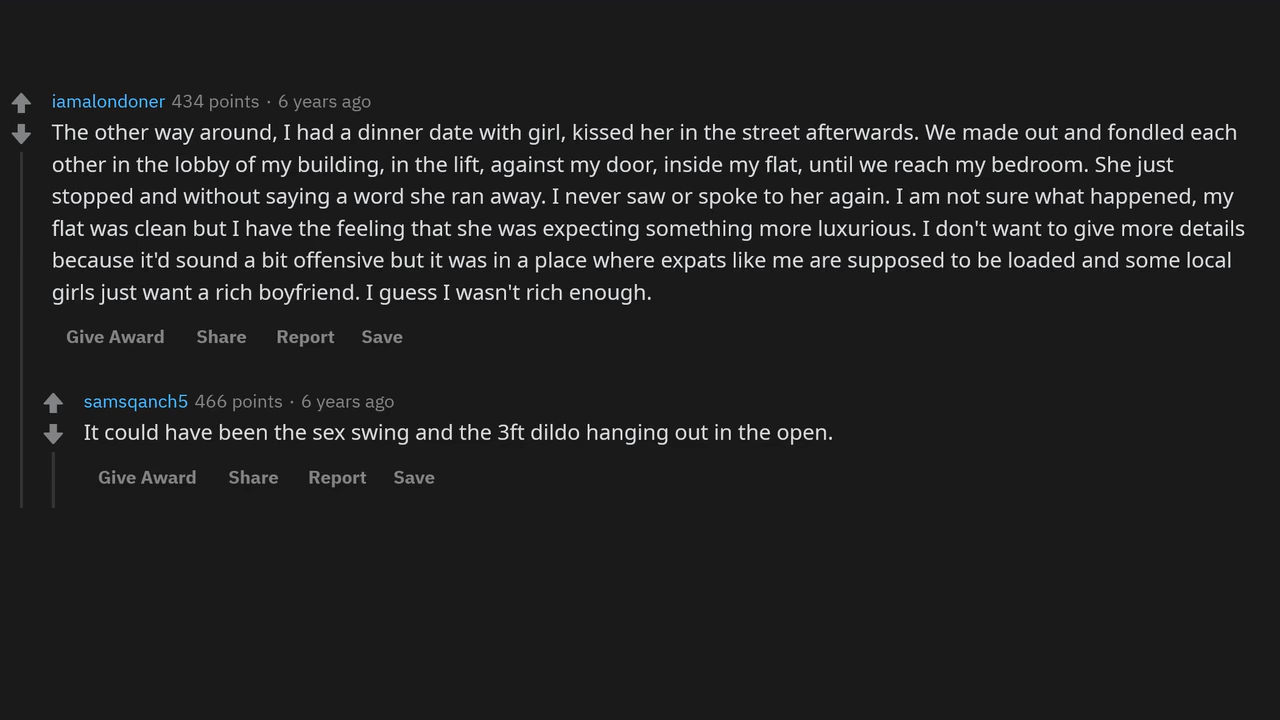 iamalondoner 434 points · 6 years ago
The other way around, I had a dinner date with girl, kissed her in the street afterwards. We made out and fondled each
other in the lobby of my building, in the lift, against my door, inside my flat, until we reach my bedroom. She just
stopped and without saying a word she ran away. I never saw or spoke to her again. I am not sure what happened, my
flat was clean but I have the feeling that she was expecting something more luxurious. I don't want to give more details
because it'd sound a bit offensive but it was in a place where expats like me are supposed to be loaded and some local
girls just want a rich boyfriend. I guess I wasn't rich enough.
Give Award Share Report Save
samsqanch5 466 points · 6 years ago
It could have been the sex swing and the 3ft dildo hanging out in the open.
Give Award Share Report Save